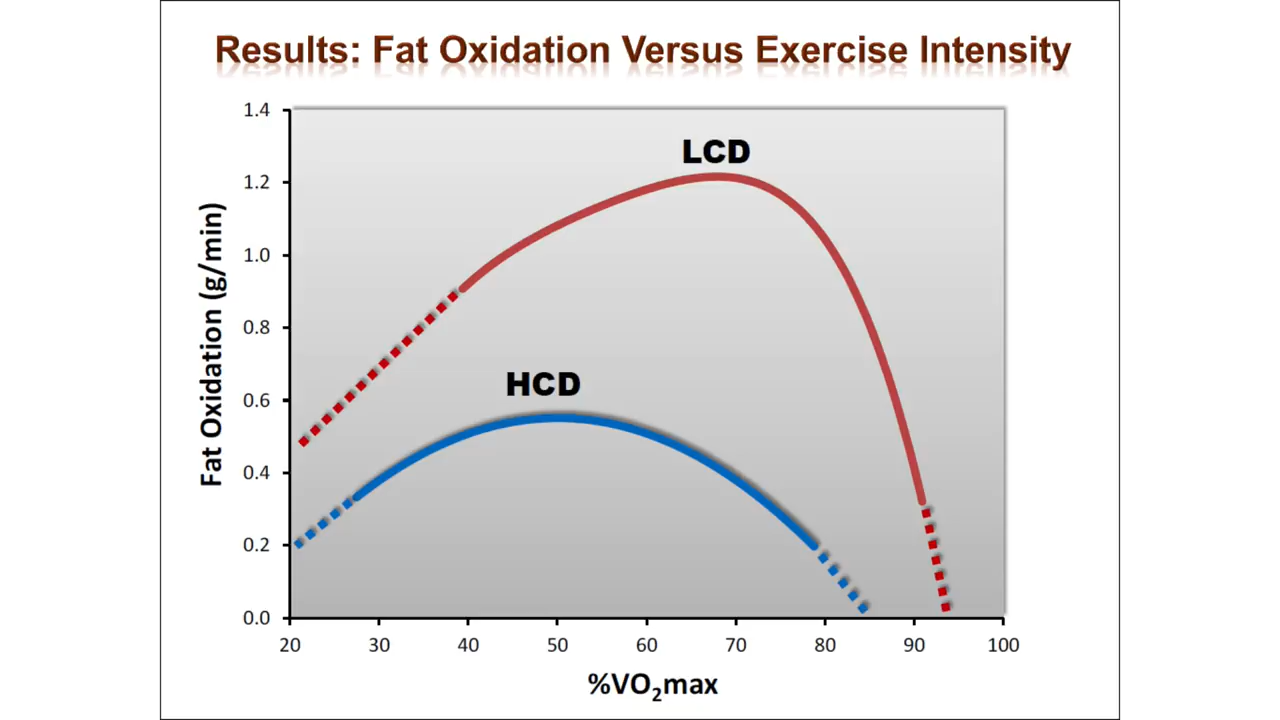 Results: Fat Oxidation Versus Exercise Intensity
1.4
1.2
1.0
0.8
0.6
0.4
0.2
0.0
Fat Oxidation (g/min)
LCD
HCD
20 30 40 50 60 70 80 90 100
%VO₂max